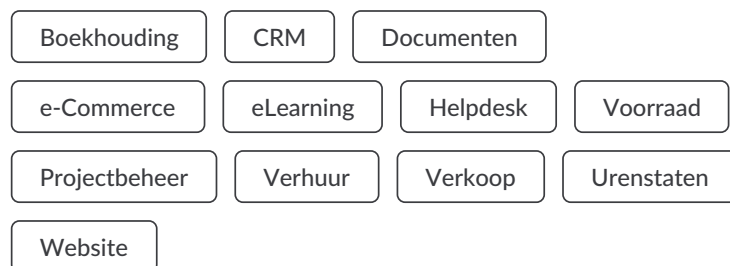 Boekhouding CRM Documenten
e-Commerce eLearning Helpdesk Voorraad
Projectbeheer Verhuur Verkoop Urenstaten
Website